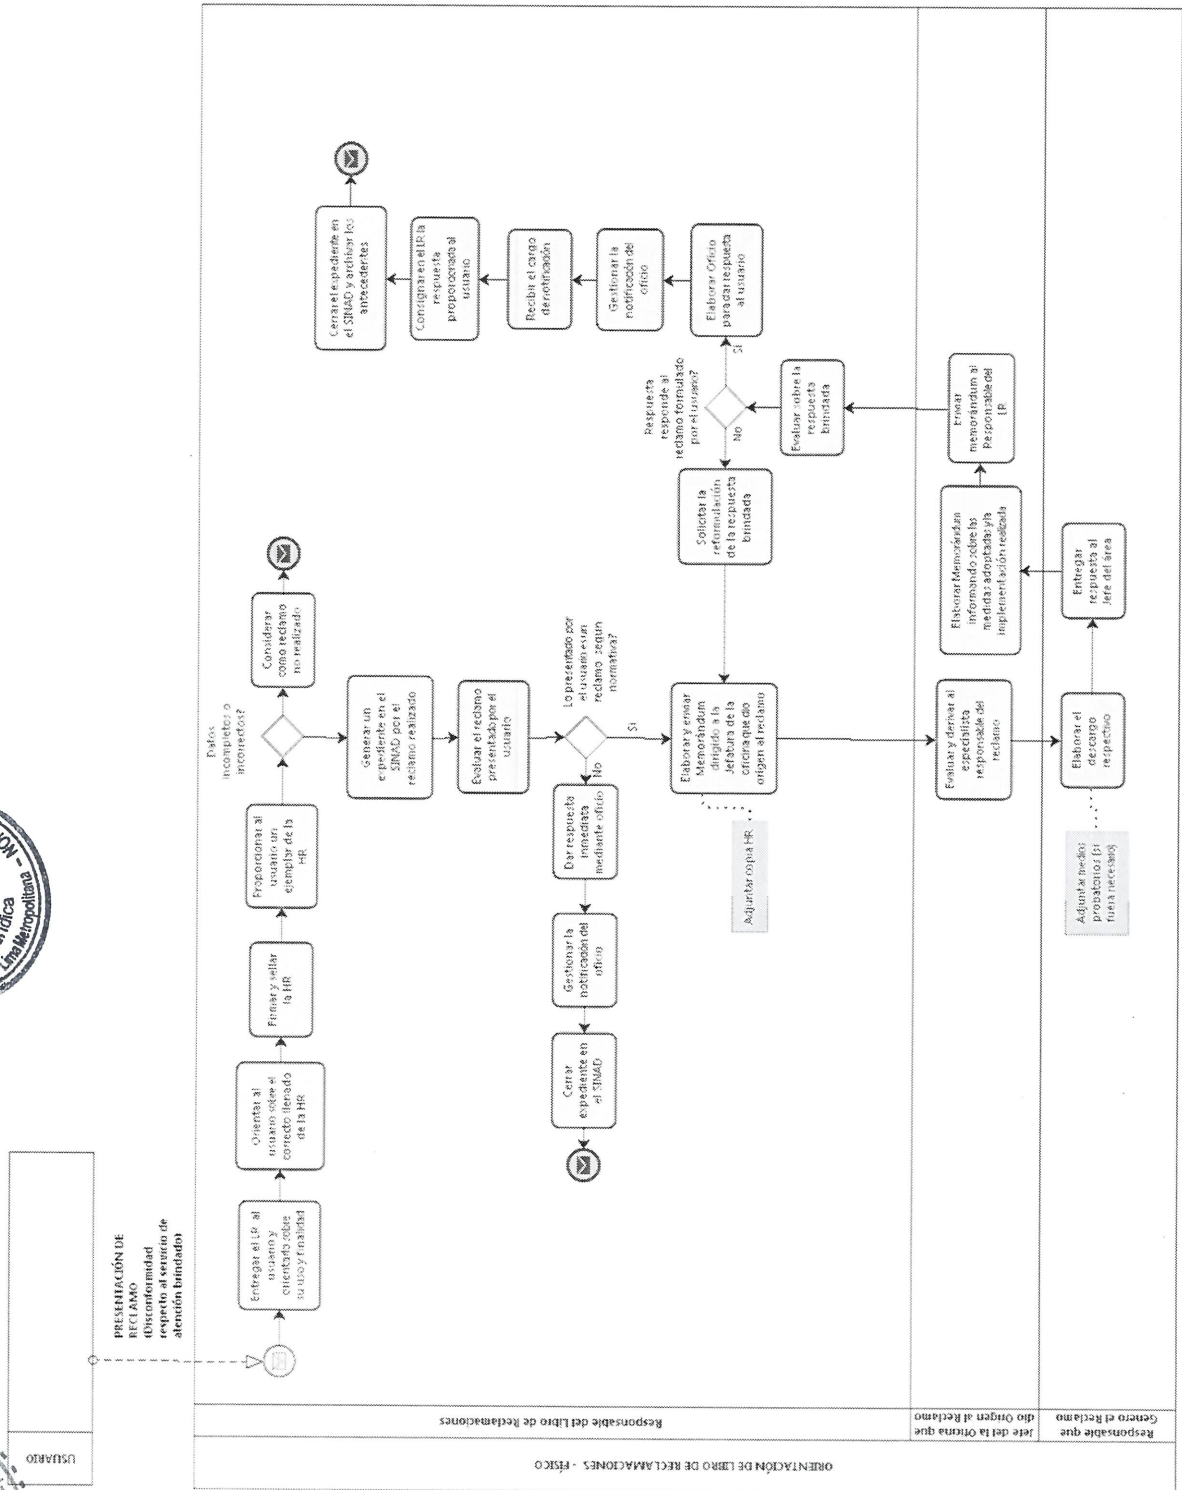 NOR -
rídica
Lima Metropolitana
USUARIO
PRESENTACIÓN DE
RECLAMO
(Disconformidad
respecto al servicio de
atención brindado)
ORIENTACIÓN DE LIBRO DE RECLAMACIONES - FÍSICO
Responsable del Libro de Reclamaciones
Entregar el LR al
usuario y
orientarlo sobre
su uso y finalidad
Orientar al
usuario sobre el
correcto llenado
de la HR
Firmar y sellar
la HR
Proporcionar al
usuario un
ejemplar de la
HR
Datos
incompletos o
incorrectos?
Considerar
como reclamo
no realizado
Generar un
expediente en el
SINAD por el
reclamo realizado
Evaluar el reclamo
presentado por el
usuario
Lo presentado por
el usuario es un
reclamo según
normativa?
No
Dar respuesta
inmediata
mediante oficio
Gestionar la
notificación del
oficio
Cerrar
expediente en
el SINAD
Si
Elaborar y enviar
Memorándum
dirigido a la
Jefatura de la
oficina que dio
origen al reclamo
Adjuntar copia HR
Solicitar la
reformulación
de la respuesta
brindada
No
Respuesta
responde al
reclamo formulado
por el usuario?
Si
Evaluar sobre la
respuesta
brindada
Elaborar Oficio
para dar respuesta
al usuario
Gestionar la
notificación del
oficio
Recibir el cargo
de notificación
Consignar en el LR la
respuesta
proporcionada al
usuario
Cerrar el expediente en
el SINAD y archivar los
antecedentes
Jefe de la Oficina que
dio Origen al Reclamo
Evaluar y derivar al
especialista
responsable del
reclamo
Elaborar Memorándum
informando sobre las
medidas adoptadas y la
implementación realizada
Enviar
memorándum al
Responsable del
LR
Responsable que
Genero el Reclamo
Elaborar el
descargo
respectivo
Adjuntar medios
probatorios (si
fuera necesario)
Entregar
respuesta al
Jefe del área